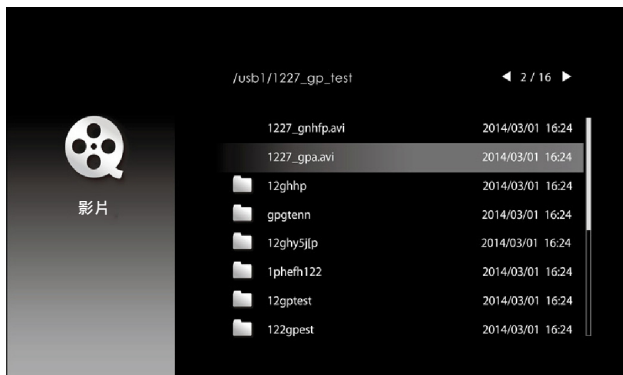 /usb1/1227_gp_test ◀ 2 / 16 ▶
1227_gnhfp.avi 2014/03/01 16:24
1227_gpa.avi 2014/03/01 16:24
12ghhp 2014/03/01 16:24
gpgtenn 2014/03/01 16:24
12ghy5j[p 2014/03/01 16:24
1phefh122 2014/03/01 16:24
12gptest 2014/03/01 16:24
122gpest 2014/03/01 16:24
影片